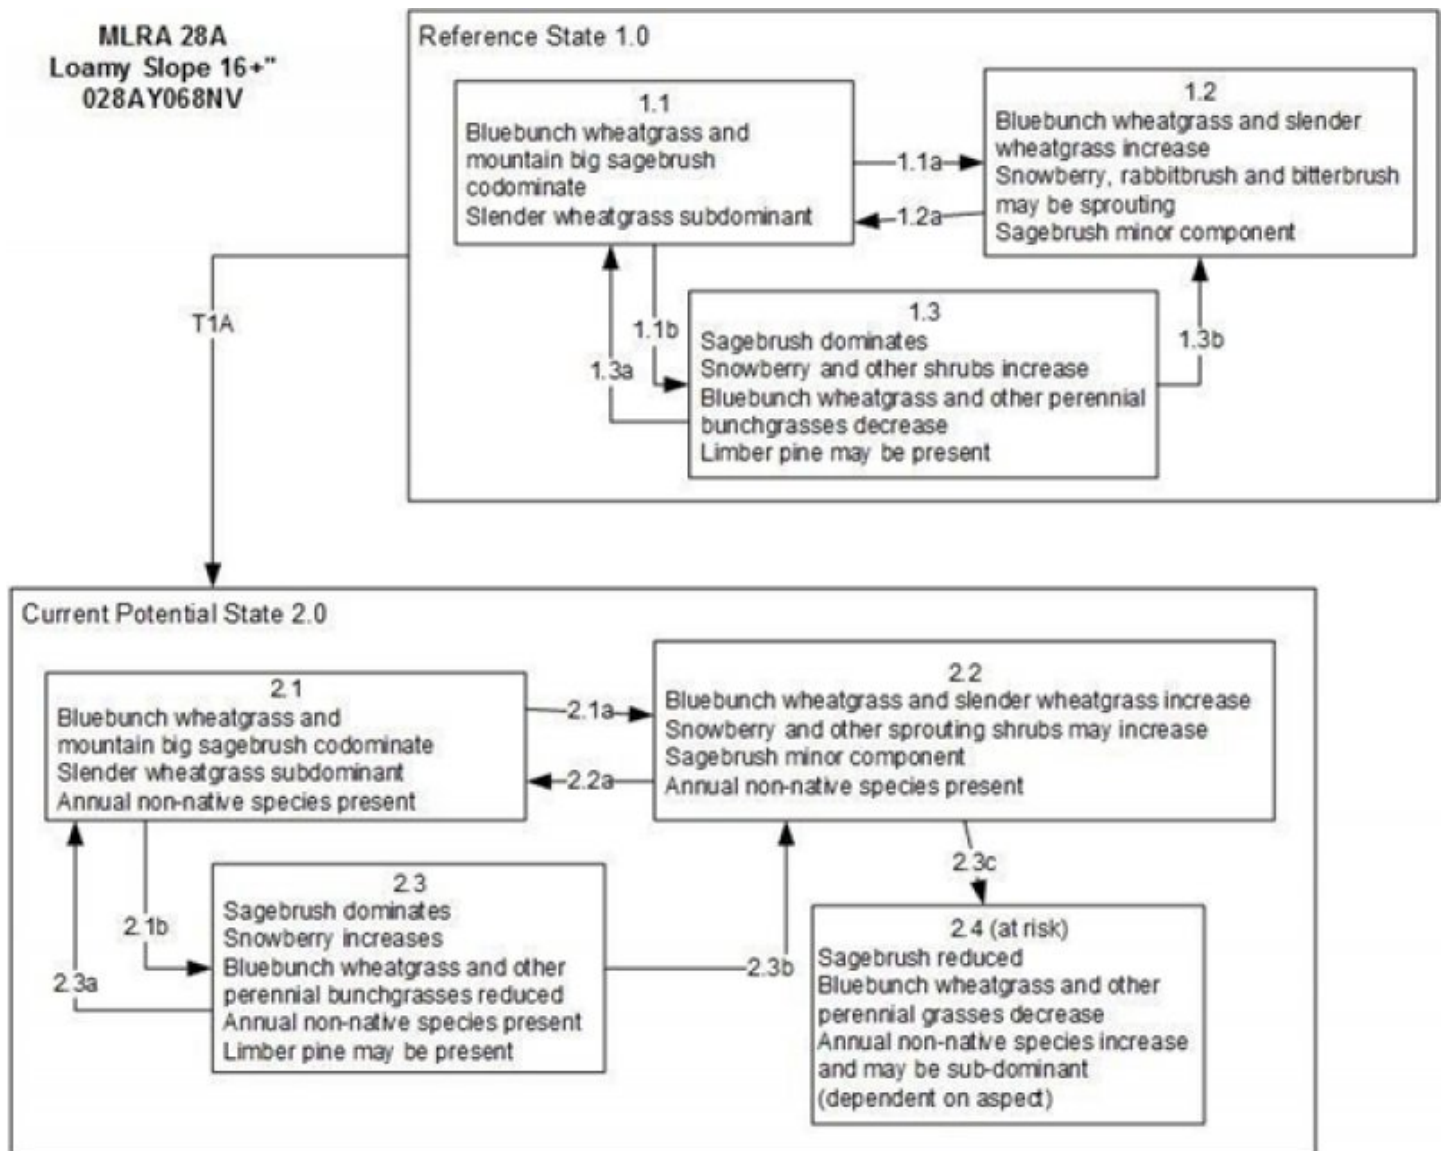 MLRA 28A
Loamy Slope 16+"
028AY068NV
Reference State 1.0
1.1
Bluebunch wheatgrass and
mountain big sagebrush
codominate
Slender wheatgrass subdominant
1.1a
1.2a
1.2
Bluebunch wheatgrass and slender
wheatgrass increase
Snowberry, rabbitbrush and bitterbrush
may be sprouting
Sagebrush minor component
1.1b
1.3a
1.3
Sagebrush dominates
Snowberry and other shrubs increase
Bluebunch wheatgrass and other perennial
bunchgrasses decrease
Limber pine may be present
1.3b
T1A
Current Potential State 2.0
2.1
Bluebunch wheatgrass and
mountain big sagebrush codominate
Slender wheatgrass subdominant
Annual non-native species present
2.1a
2.2a
2.2
Bluebunch wheatgrass and slender wheatgrass increase
Snowberry and other sprouting shrubs may increase
Sagebrush minor component
Annual non-native species present
2.1b
2.3a
2.3
Sagebrush dominates
Snowberry increases
Bluebunch wheatgrass and other
perennial bunchgrasses reduced
Annual non-native species present
Limber pine may be present
2.3b
2.3c
2.4 (at risk)
Sagebrush reduced
Bluebunch wheatgrass and other
perennial grasses decrease
Annual non-native species increase
and may be sub-dominant
(dependent on aspect)